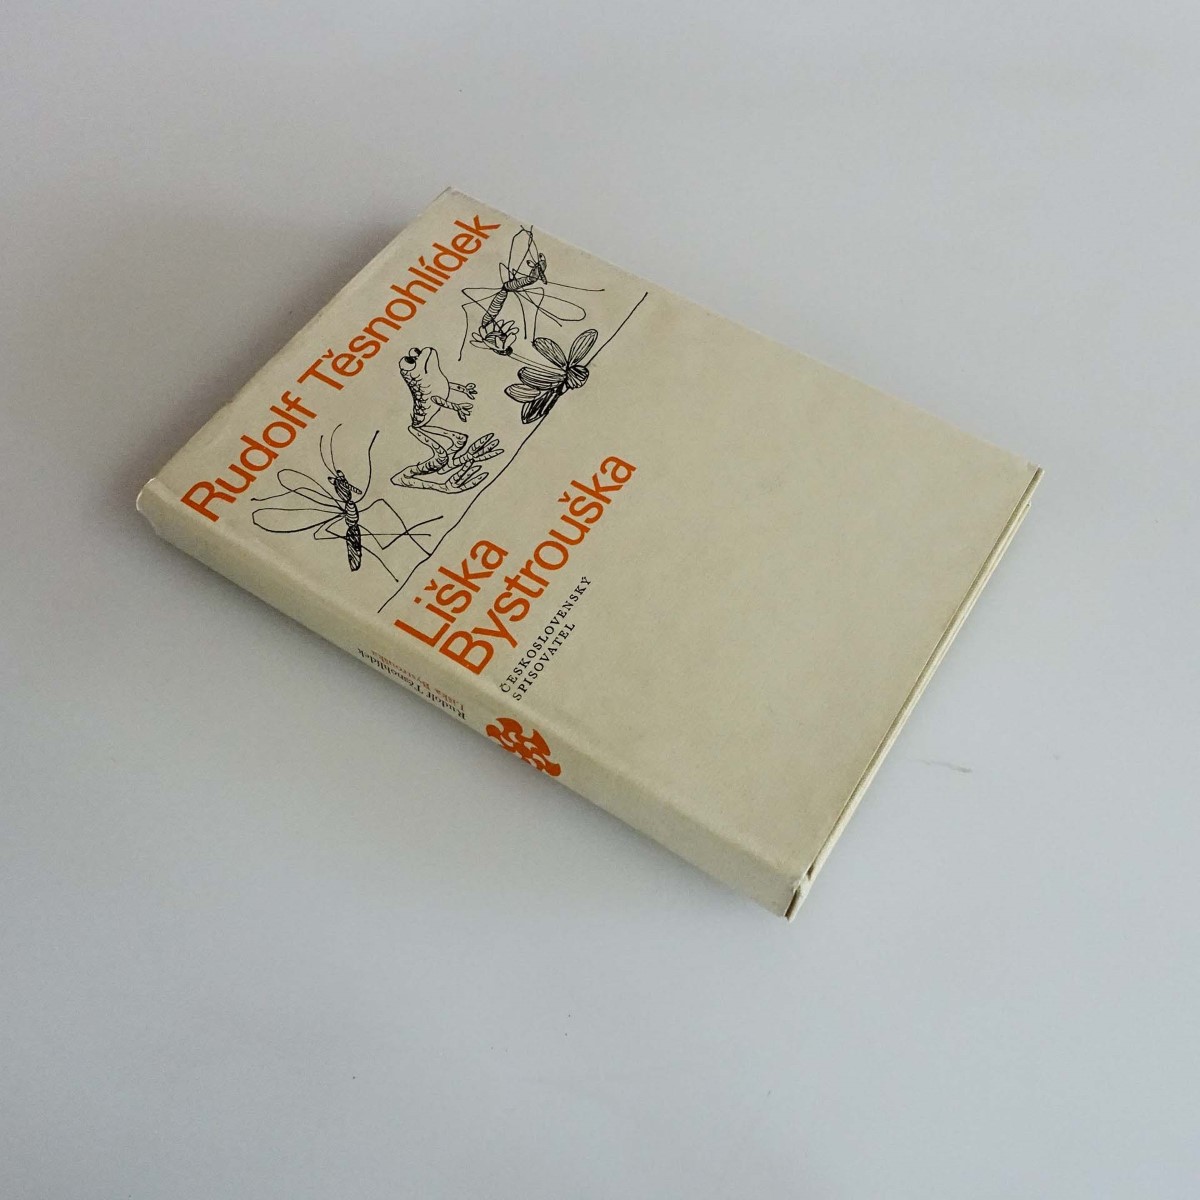 Rudolf Těsnohlídek
Liška
Bystrouška
ČESKOSLOVENSKÝ
SPISOVATEL
Rudolf Těsnohlídek
Liška Bystrouška